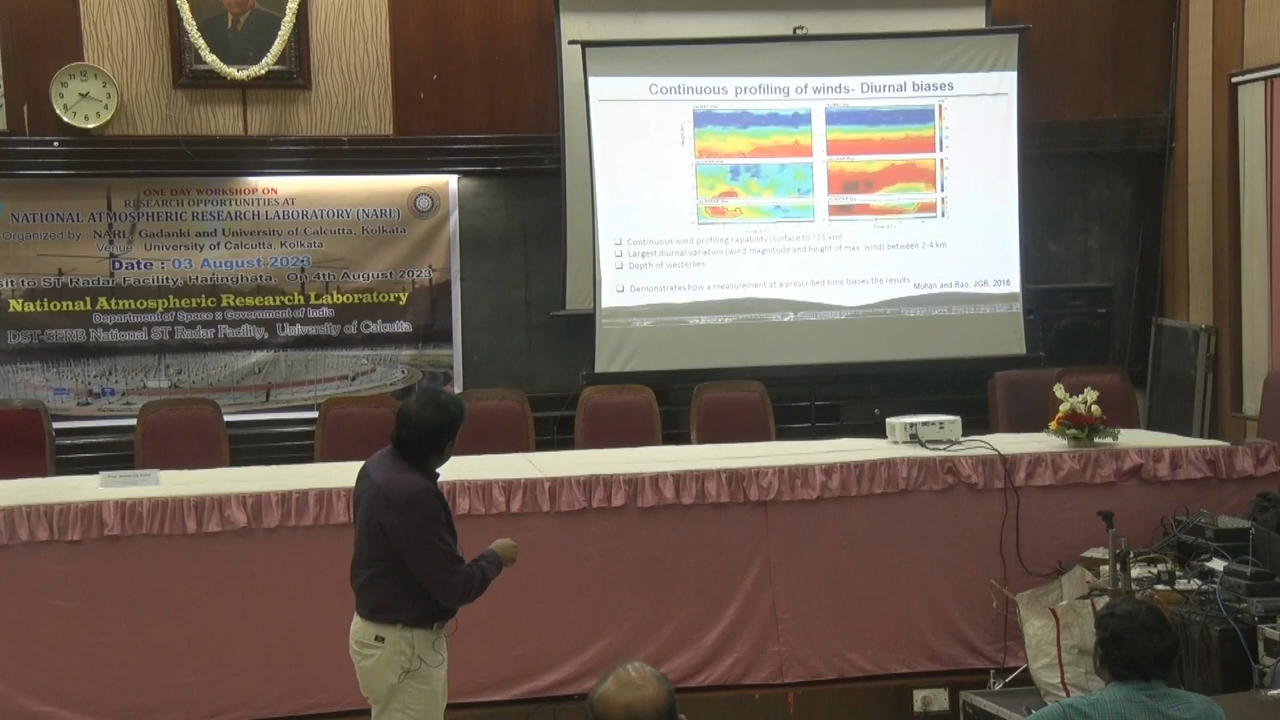 ONE DAY WORKSHOP ON
RESEARCH OPPORTUNITIES AT
NATIONAL ATMOSPHERIC RESEARCH LABORATORY (NARL)
Organized by : NARL, Gadanki and University of Calcutta, Kolkata
Venue : University of Calcutta, Kolkata
Date : 03 August 2023
sit to ST Radar Facility, Haringhata, On 4th August 2023
National Atmospheric Research Laboratory
Department of Space :: Government of India
DST-SERB National ST Radar Facility, University of Calcutta
Continuous profiling of winds- Diurnal biases
Continuous wind profiling capability (surface to ~21 km)
Largest diurnal variation (wind magnitude and height of max. wind) between 2-4 km
Depth of westerlies
Demonstrates how a measurement at a prescribed time biases the results
Mohan and Rao, JGR, 2016